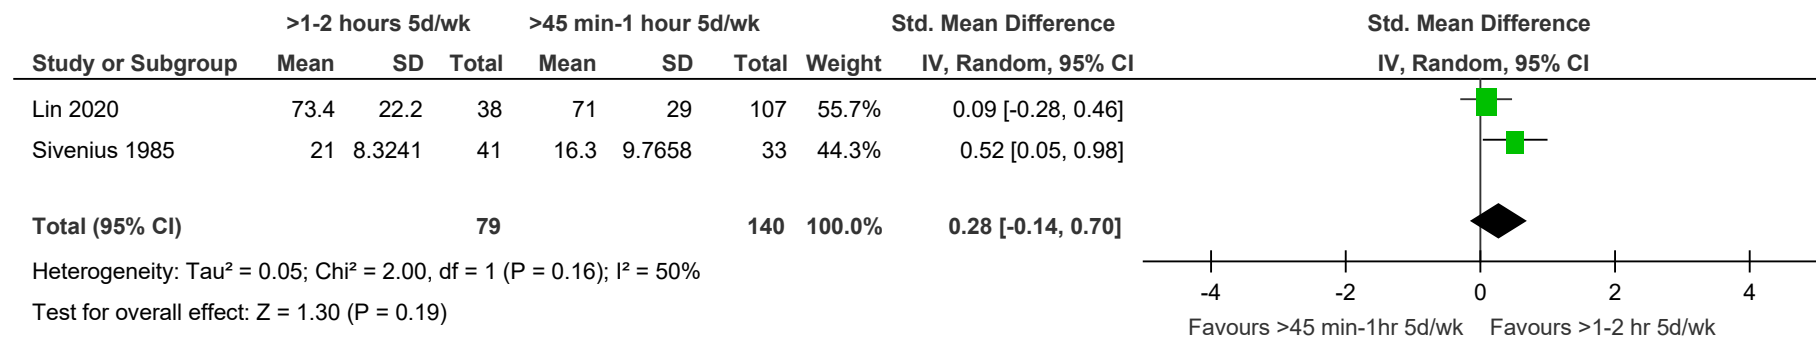 >1-2 hours 5d/wk >45 min-1 hour 5d/wk Std. Mean Difference Std. Mean Difference
Study or Subgroup Mean SD Total Mean SD Total Weight IV, Random, 95% CI IV, Random, 95% CI
Lin 2020 73.4 22.2 38 71 29 107 55.7% 0.09 [-0.28, 0.46]
Sivenius 1985 21 8.3241 41 16.3 9.7658 33 44.3% 0.52 [0.05, 0.98]
Total (95% CI) 79 140 100.0% 0.28 [-0.14, 0.70]
Heterogeneity: Tau² = 0.05; Chi² = 2.00, df = 1 (P = 0.16); I² = 50%
Test for overall effect: Z = 1.30 (P = 0.19)
-4 -2 0 2 4
Favours >45 min-1hr 5d/wk Favours >1-2 hr 5d/wk